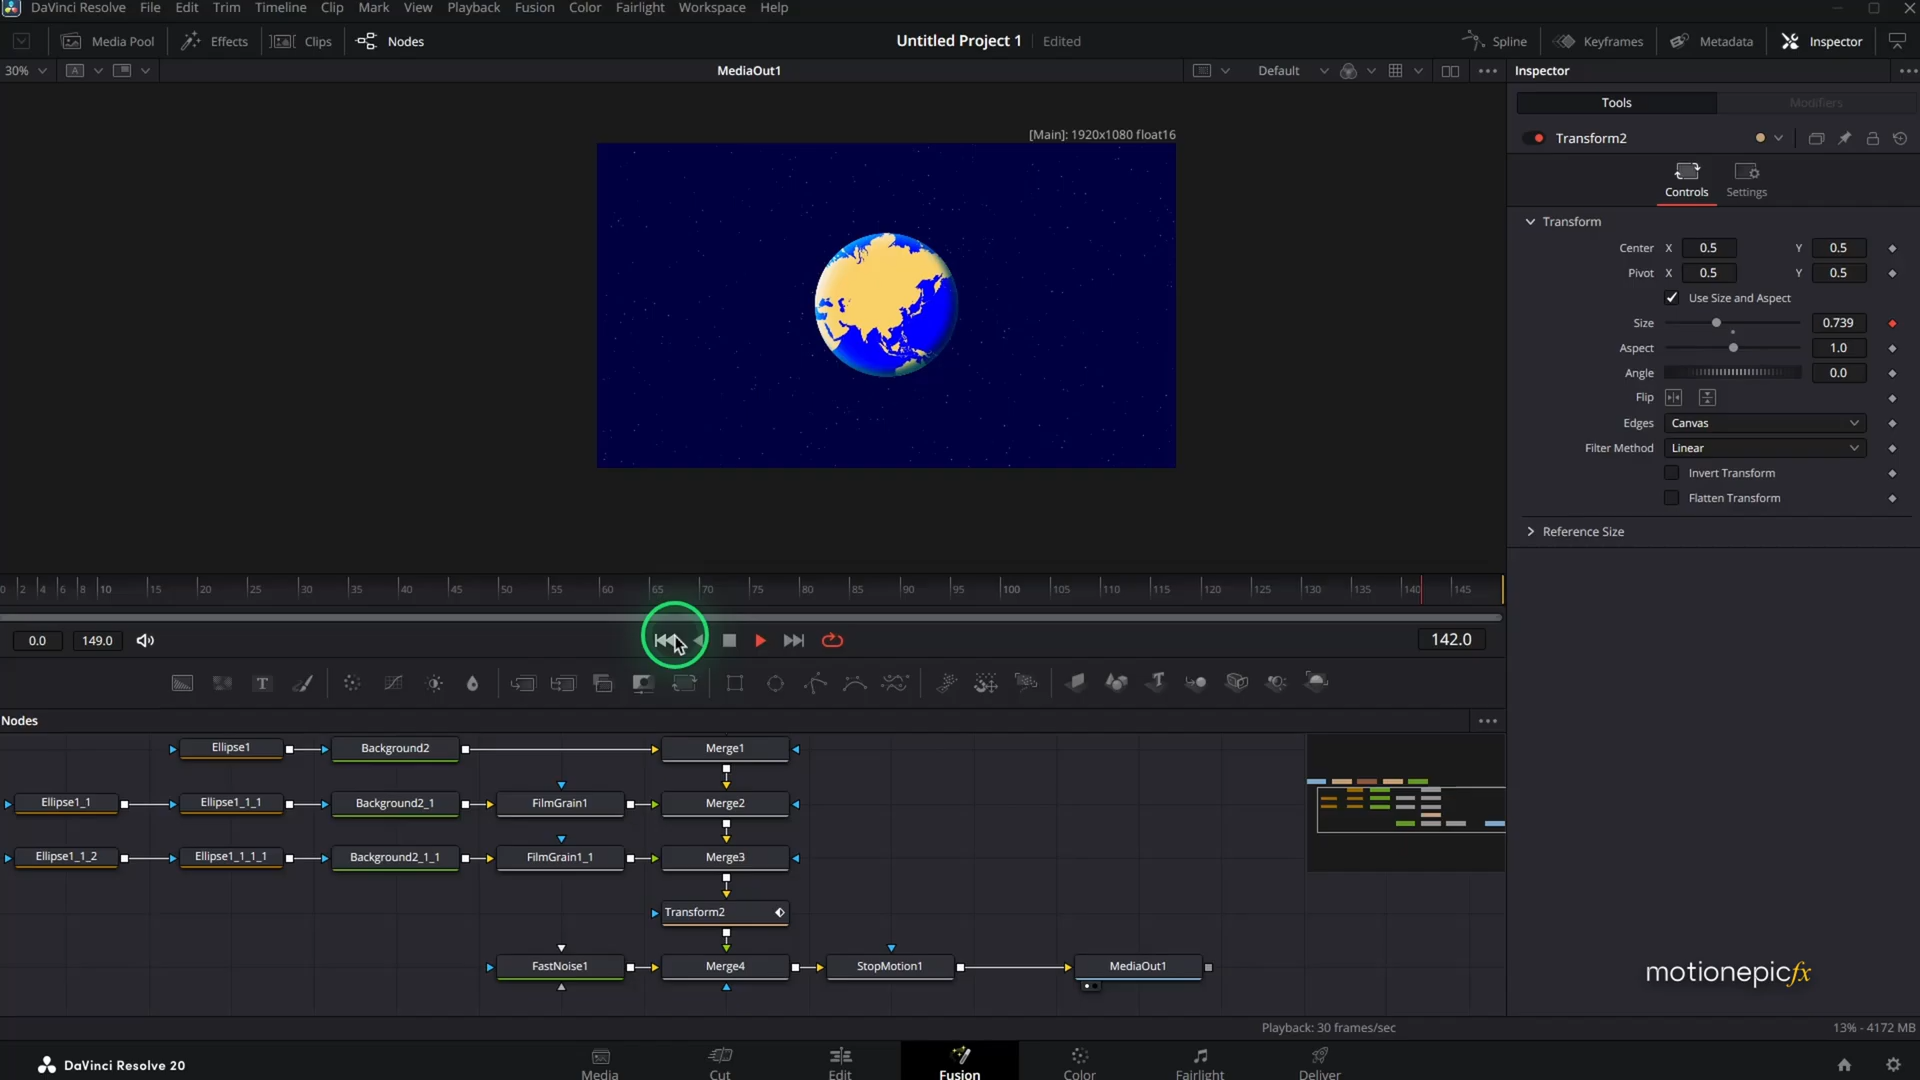 DaVinci Resolve File Edit Trim Timeline Clip Mark View Playback Fusion Color Fairlight Workspace Help
Media Pool Effects Clips Nodes Untitled Project 1 Edited Spline Keyframes Metadata Inspector
30% A MediaOut1 Default Inspector
Tools Modifiers
[Main]: 1920x1080 float16
Transform2
Controls Settings
Transform
Center X 0.5 Y 0.5
Pivot X 0.5 Y 0.5
Use Size and Aspect
Size 0.739
Aspect 1.0
Angle 0.0
Flip
Edges Canvas
Filter Method Linear
Invert Transform
Flatten Transform
Reference Size
0 2 4 6 8 10 15 20 25 30 35 40 45 50 55 60 65 70 75 80 85 90 95 100 105 110 115 120 125 130 135 140 145
0.0 149.0 142.0
T
Nodes
Ellipse1 Background2 Merge1
Ellipse1_1 Ellipse1_1_1 Background2_1 FilmGrain1 Merge2
Ellipse1_1_2 Ellipse1_1_1_1 Background2_1_1 FilmGrain1_1 Merge3
Transform2
FastNoise1 Merge4 StopMotion1 MediaOut1
motionepicfx
Playback: 30 frames/sec 13% - 4172 MB
DaVinci Resolve 20 Media Cut Edit Fusion Color Fairlight Deliver